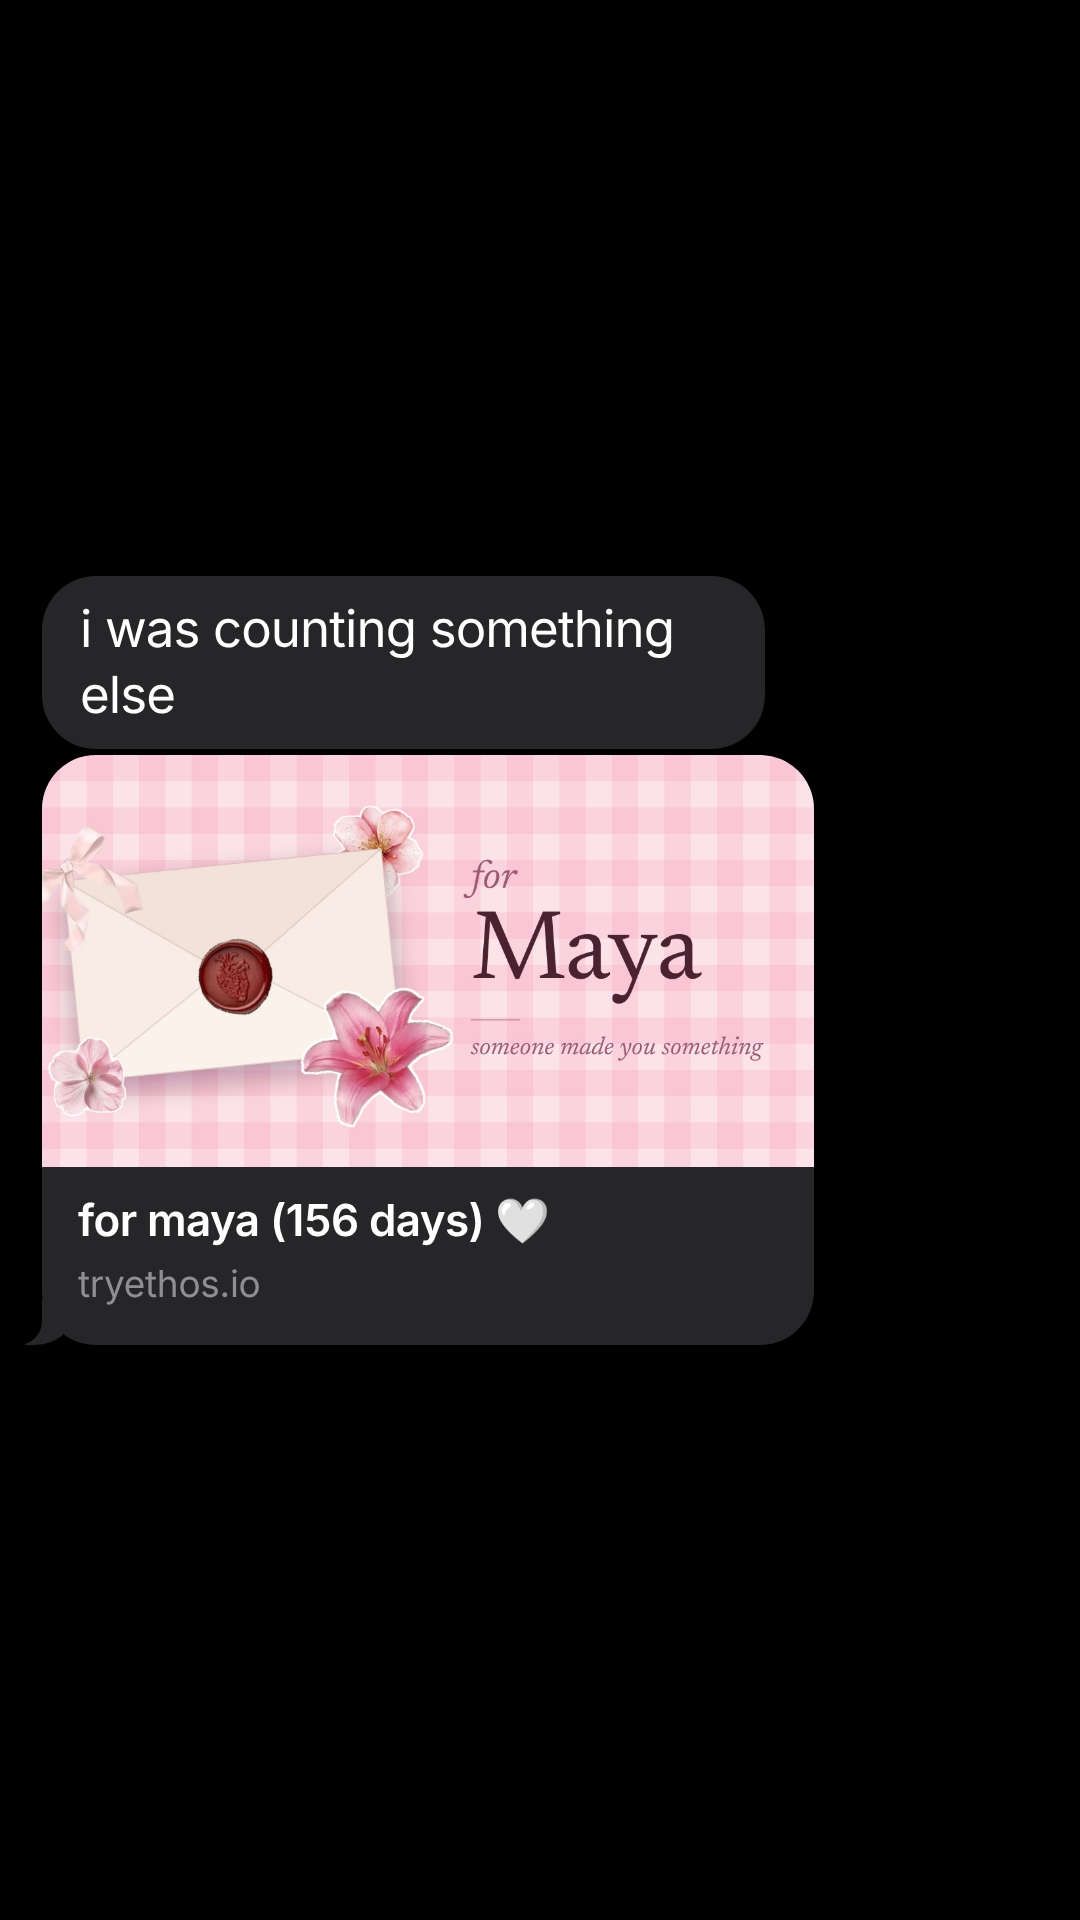 i was counting something
else
for
Maya
someone made you something
for maya (156 days) 🤍
tryethos.io